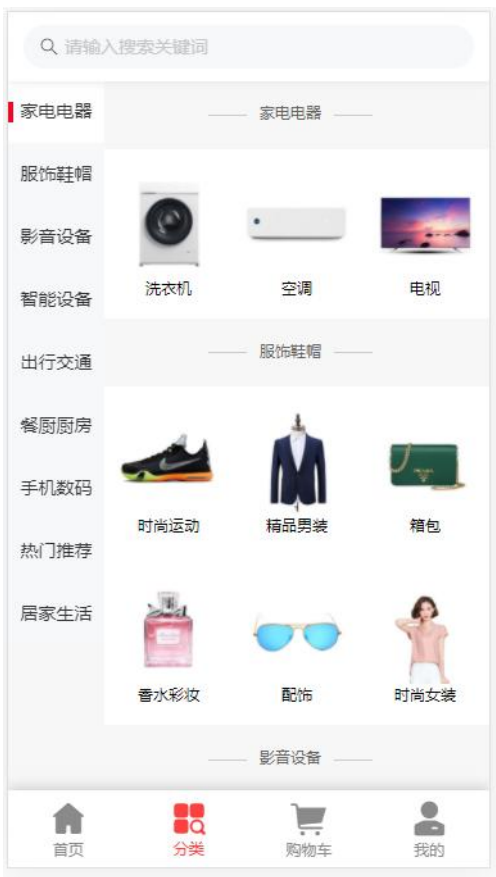 请输入搜索关键词
家电电器
服饰鞋帽
影音设备
智能设备
出行交通
餐厨厨房
手机数码
热门推荐
居家生活
家电电器
洗衣机 空调 电视
服饰鞋帽
时尚运动 精品男装 箱包
香水彩妆 配饰 时尚女装
影音设备
首页 分类 购物车 我的